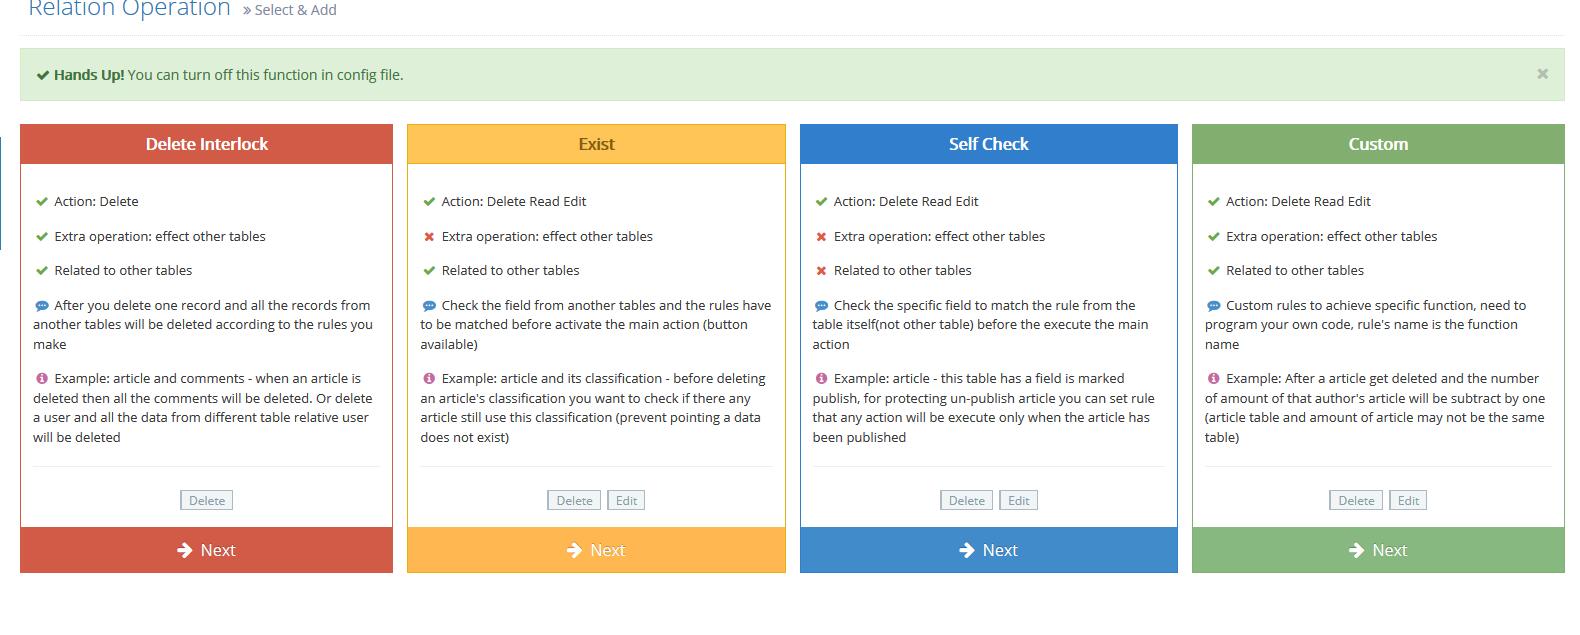 Relation Operation » Select & Add
Hands Up! You can turn off this function in config file.
Delete Interlock
Action: Delete
Extra operation: effect other tables
Related to other tables
After you delete one record and all the records from
another tables will be deleted according to the rules you
make
Example: article and comments - when an article is
deleted then all the comments will be deleted. Or delete
a user and all the data from different table relative user
will be deleted
Delete
Next
Exist
Action: Delete Read Edit
Extra operation: effect other tables
Related to other tables
Check the field from another tables and the rules have
to be matched before activate the main action (button
available)
Example: article and its classification - before deleting
an article's classification you want to check if there any
article still use this classification (prevent pointing a data
does not exist)
Delete Edit
Next
Self Check
Action: Delete Read Edit
Extra operation: effect other tables
Related to other tables
Check the specific field to match the rule from the
table itself(not other table) before the execute the main
action
Example: article - this table has a field is marked
publish, for protecting un-publish article you can set rule
that any action will be execute only when the article has
been published
Delete Edit
Next
Custom
Action: Delete Read Edit
Extra operation: effect other tables
Related to other tables
Custom rules to achieve specific function, need to
program your own code, rule's name is the function
name
Example: After a article get deleted and the number
of amount of that author's article will be subtract by one
(article table and amount of article may not be the same
table)
Delete Edit
Next